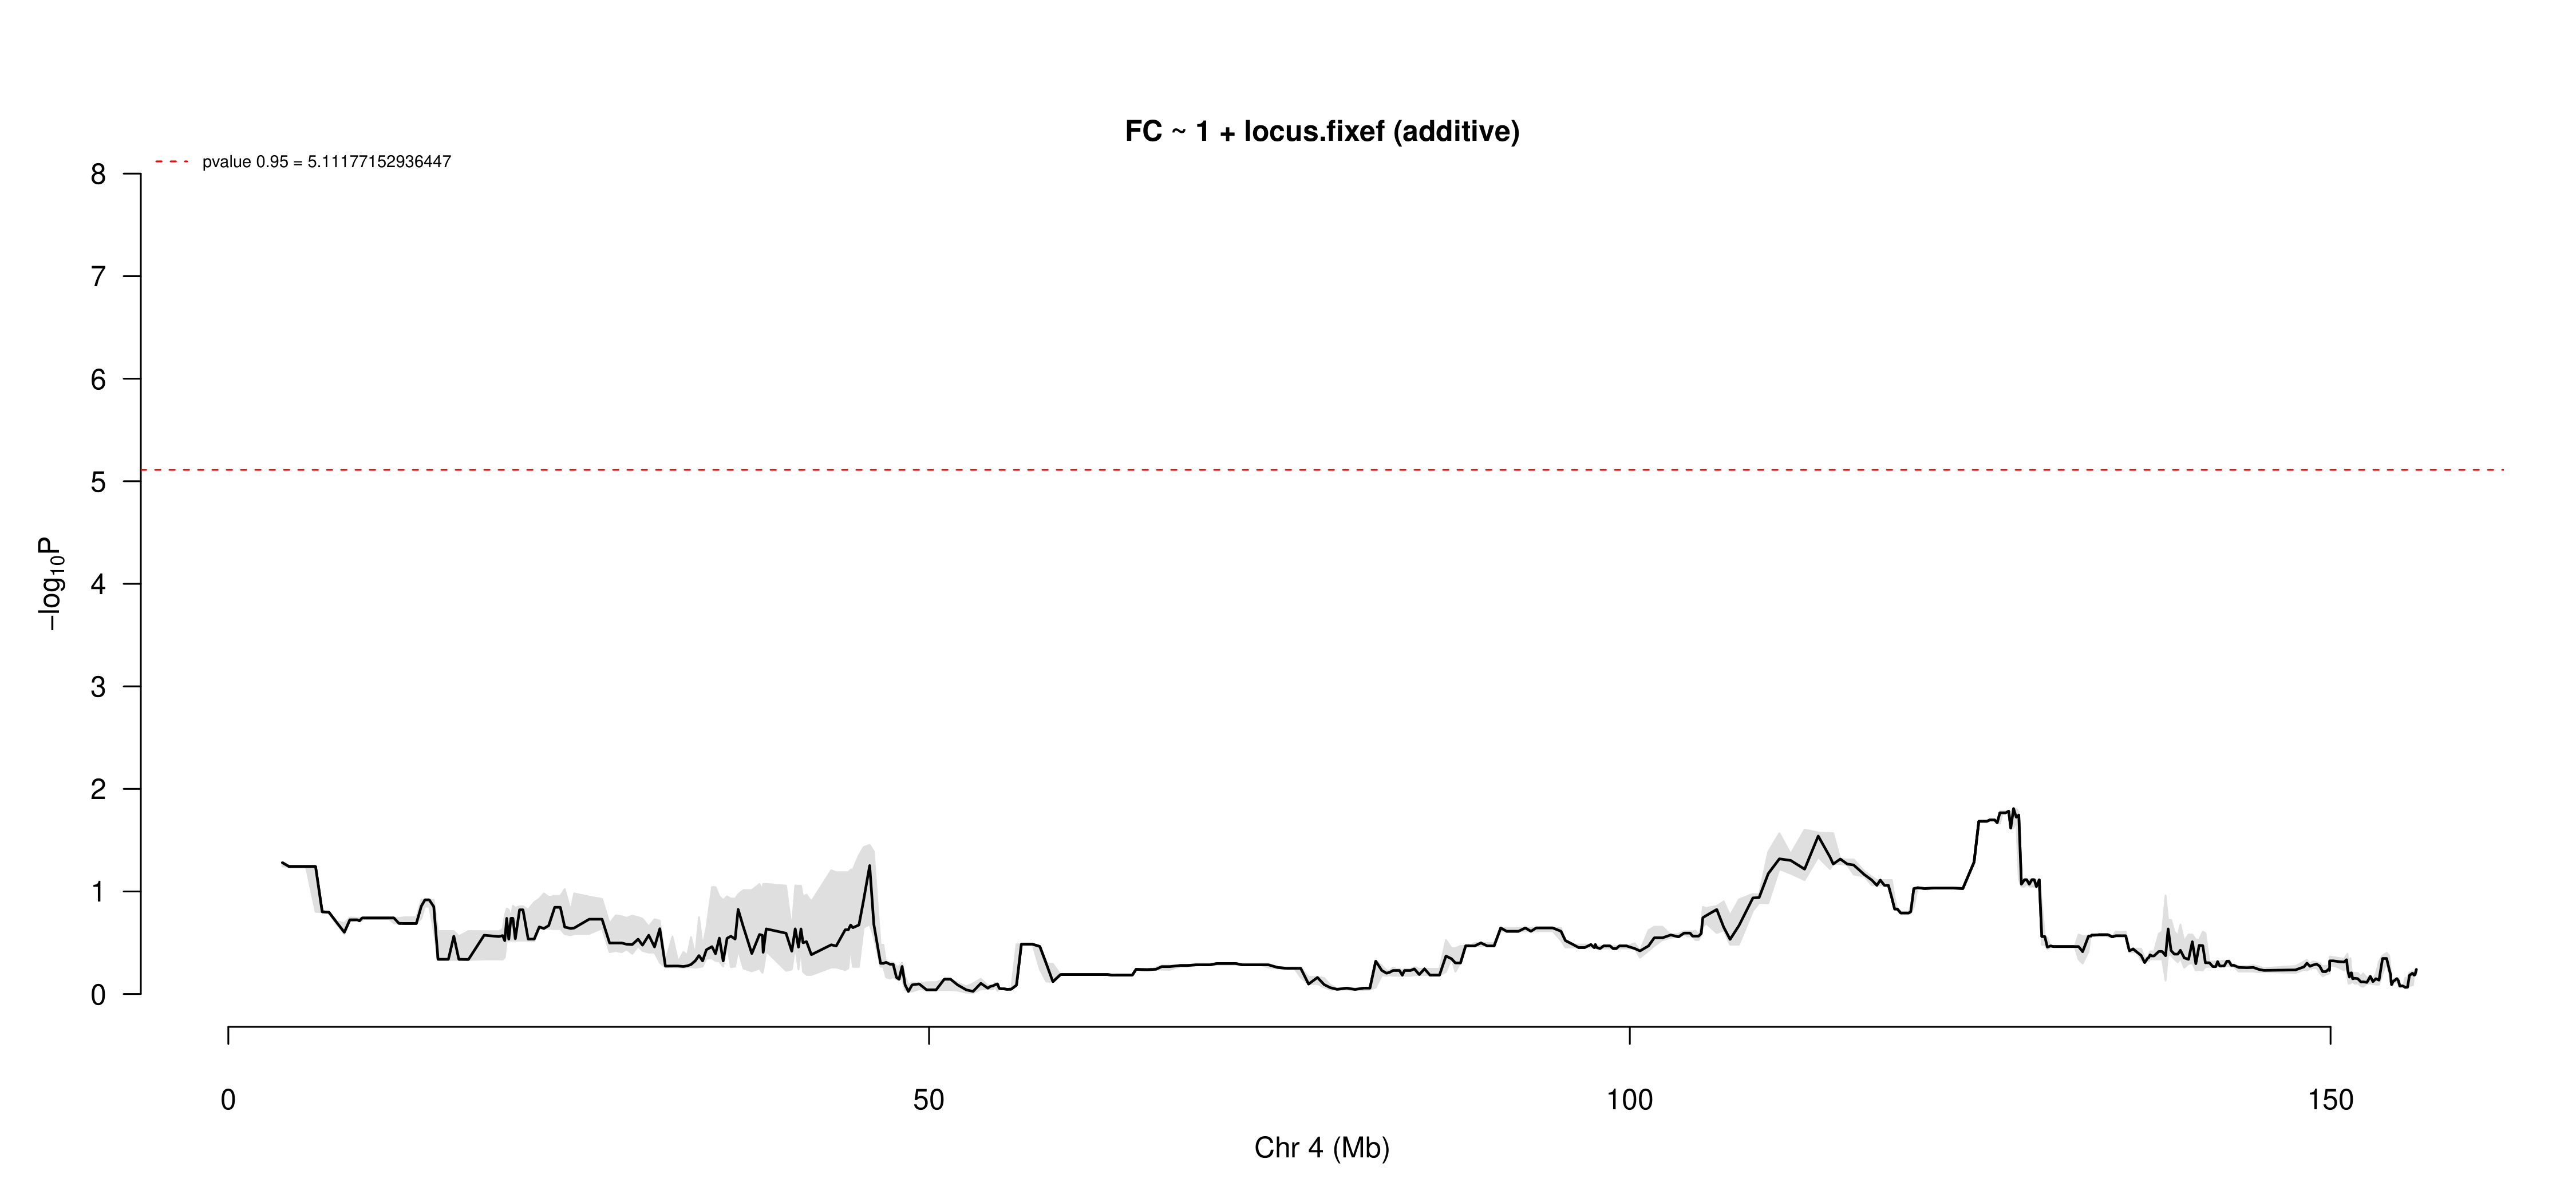 FC ~ 1 + locus.fixef (additive)
pvalue 0.95 = 5.11177152936447
8
7
6
5
4
3
2
1
0
−log10P
0 50 100 150
Chr 4 (Mb)